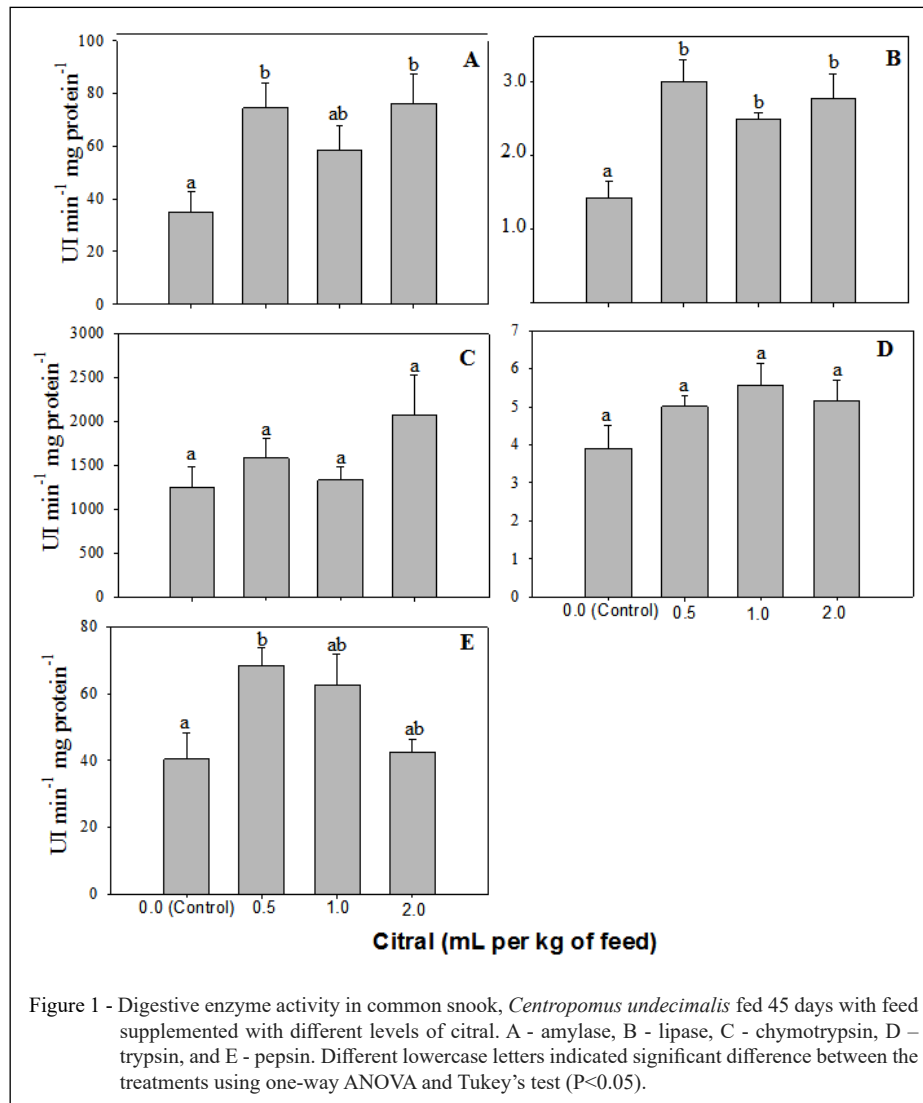 100
80
60
40
20
0
UI min⁻¹ mg protein⁻¹
a
b
ab
b
A
3.0
2.0
1.0
a
b
b
b
B
3000
2500
2000
1500
1000
500
0
UI min⁻¹ mg protein⁻¹
a
a
a
a
C
7
6
5
4
3
2
1
0
a
a
a
a
D
0.0 (Control) 0.5 1.0 2.0
80
60
40
20
0
UI min⁻¹ mg protein⁻¹
a
b
ab
ab
E
0.0 (Control) 0.5 1.0 2.0
Citral (mL per kg of feed)
Figure 1 - Digestive enzyme activity in common snook, Centropomus undecimalis fed 45 days with feed
supplemented with different levels of citral. A - amylase, B - lipase, C - chymotrypsin, D –
trypsin, and E - pepsin. Different lowercase letters indicated significant difference between the
treatments using one-way ANOVA and Tukey’s test (P<0.05).